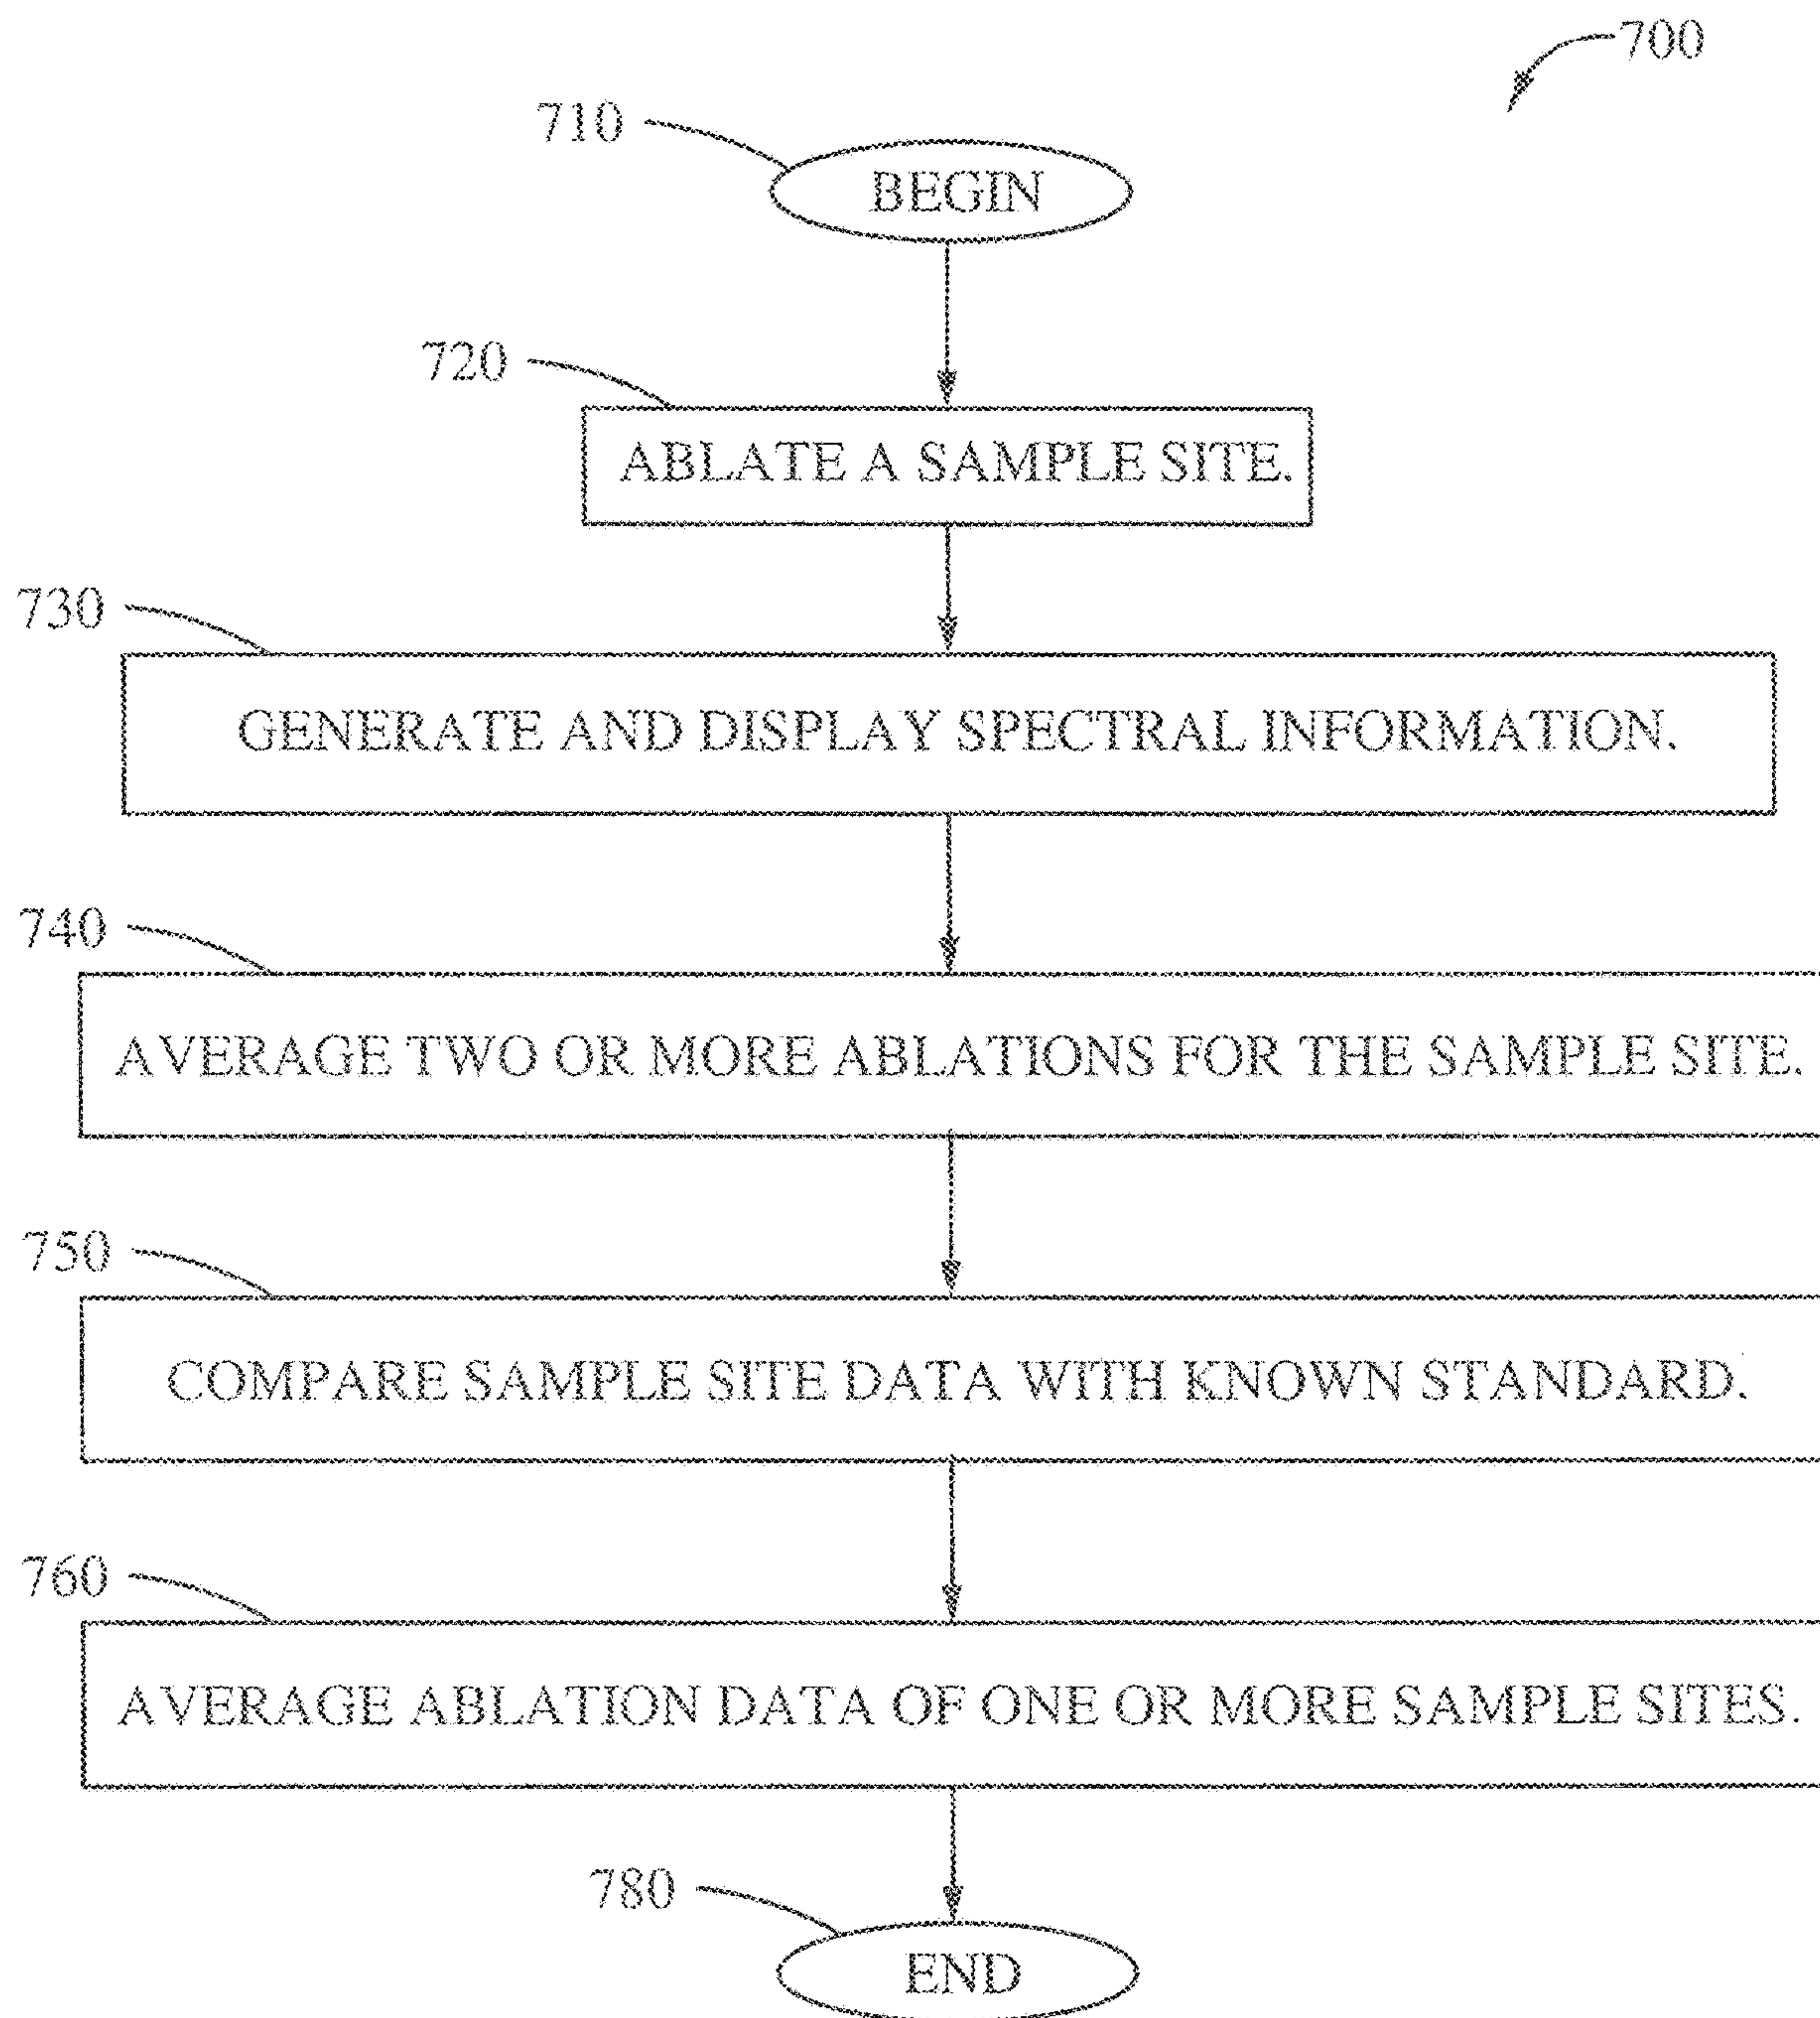 700
710
BEGIN
720
ABLATE A SAMPLE SITE.
730
GENERATE AND DISPLAY SPECTRAL INFORMATION.
740
AVERAGE TWO OR MORE ABLATIONS FOR THE SAMPLE SITE.
750
COMPARE SAMPLE SITE DATA WITH KNOWN STANDARD.
760
AVERAGE ABLATION DATA OF ONE OR MORE SAMPLE SITES.
780
END